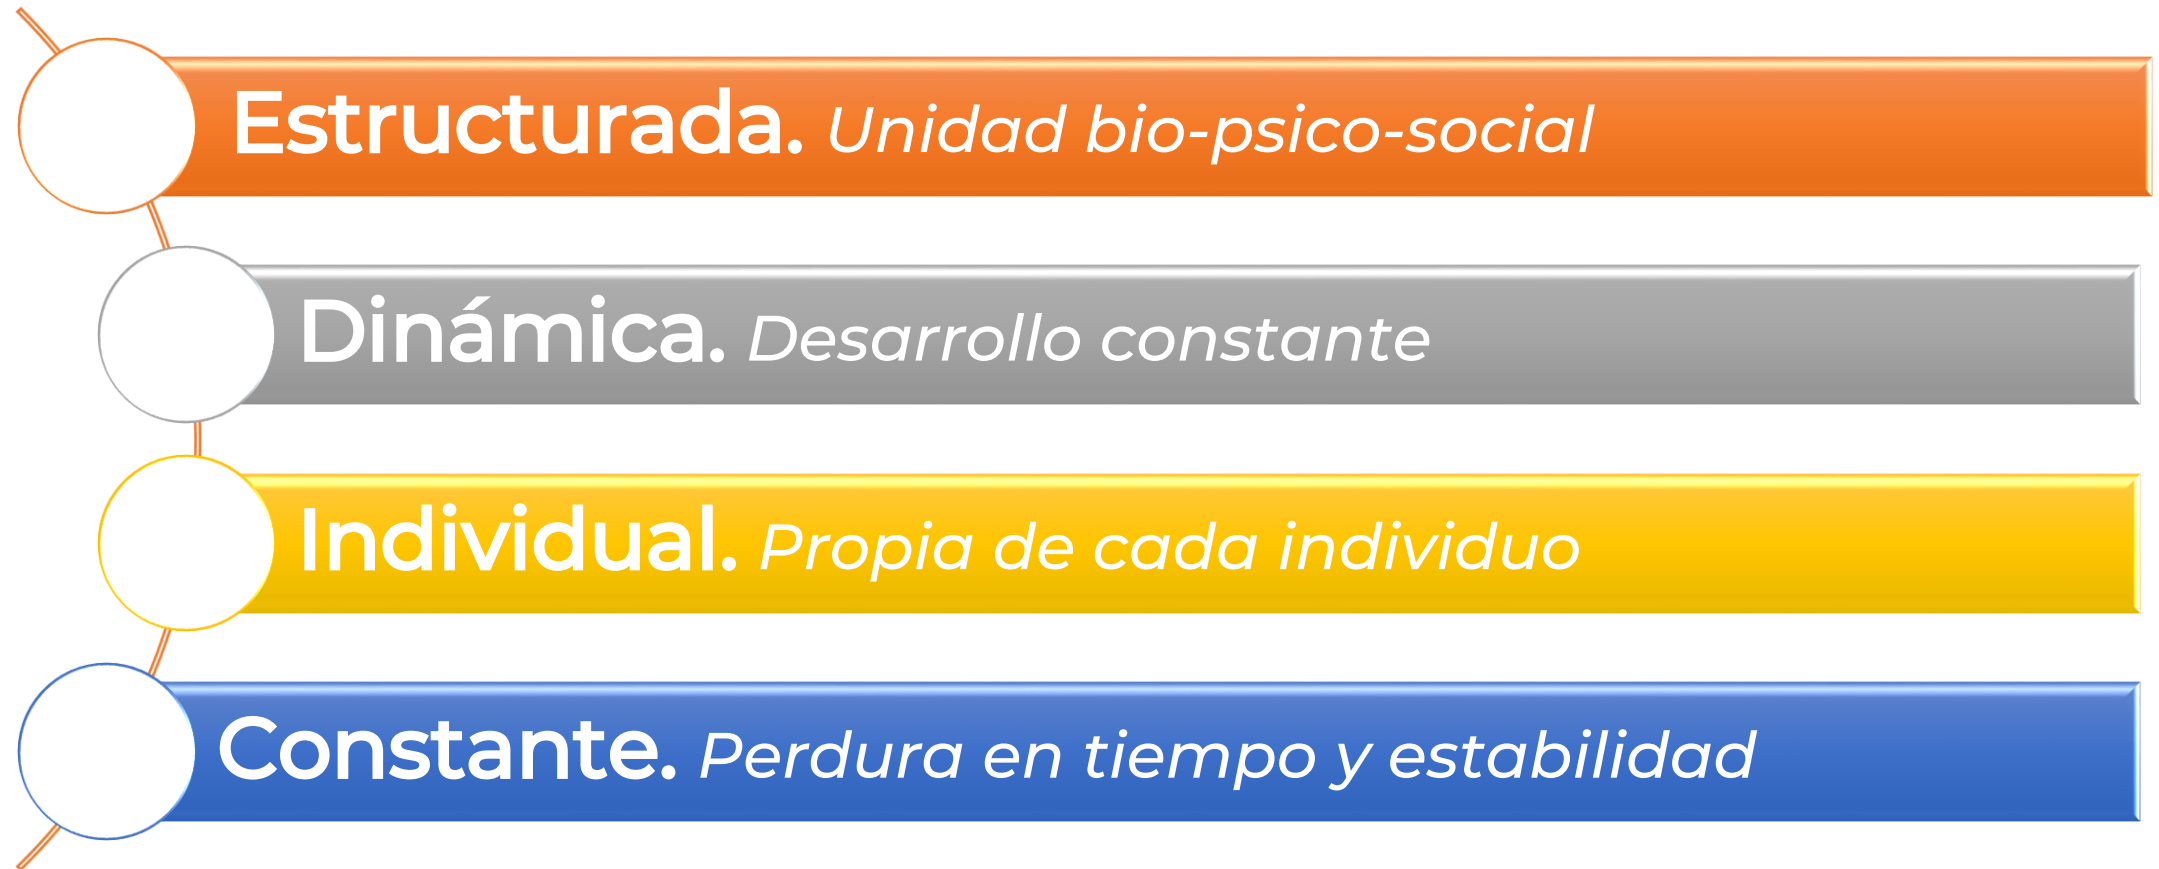 Estructurada. Unidad bio-psico-social
Dinámica. Desarrollo constante
Individual. Propia de cada individuo
Constante. Perdura en tiempo y estabilidad